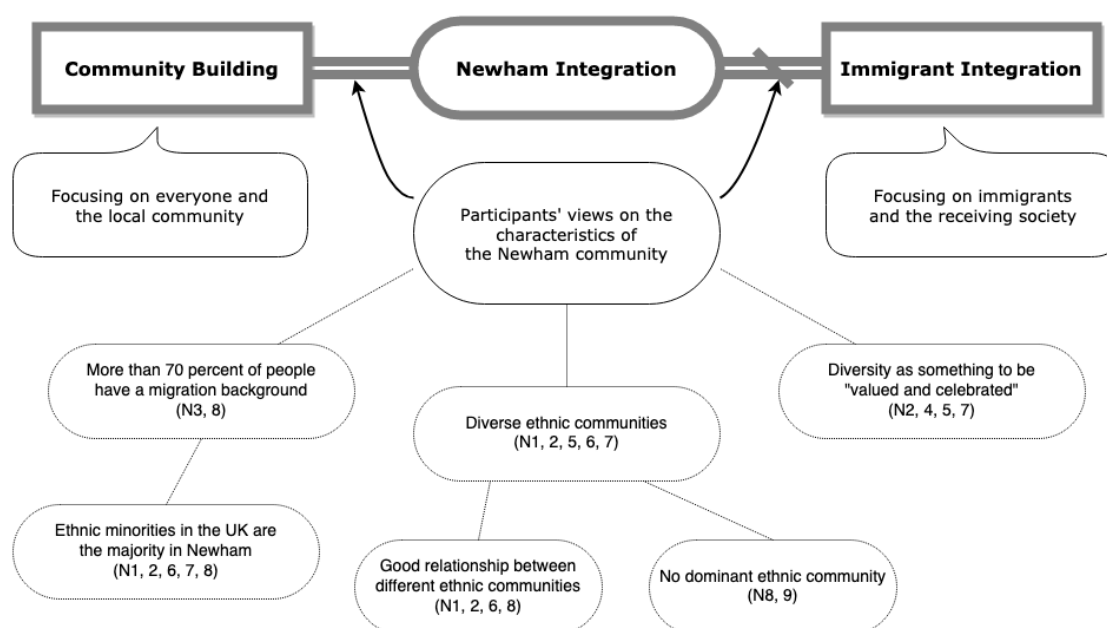 Community Building
Newham Integration
Immigrant Integration
Focusing on everyone and
the local community
Participants' views on the
characteristics of
the Newham community
Focusing on immigrants
and the receiving society
More than 70 percent of people
have a migration background
(N3, 8)
Diverse ethnic communities
(N1, 2, 5, 6, 7)
Diversity as something to be
"valued and celebrated"
(N2, 4, 5, 7)
Ethnic minorities in the UK are
the majority in Newham
(N1, 2, 6, 7, 8)
Good relationship between
different ethnic communities
(N1, 2, 6, 8)
No dominant ethnic community
(N8, 9)